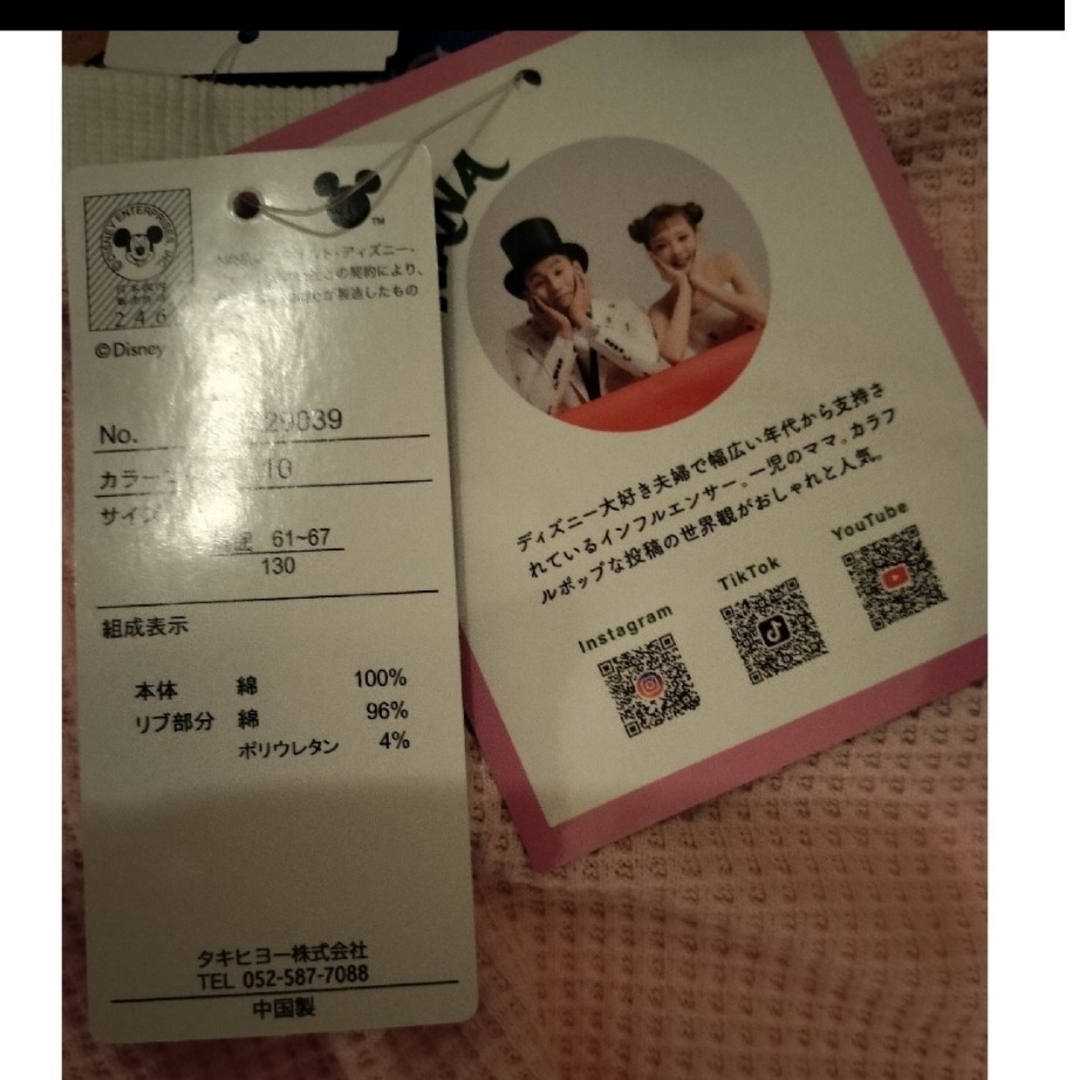 ©DISNEY ENTERPRISES, INC.
246
©Disney
TM
ルト・ディズニー・
の契約により、
が製造したもの
No. 29039
カラー 10
サイズ
61~67
130
組成表示
本体 綿 100%
リブ部分 綿 96%
ポリウレタン 4%
タキヒヨー株式会社
TEL 052-587-7088
中国製
ディズニー大好き夫婦で幅広い年代から支持さ
れているインフルエンサー。一児のママ。カラフ
ルポップな投稿の世界観がおしゃれと人気。
Instagram
TikTok
YouTube